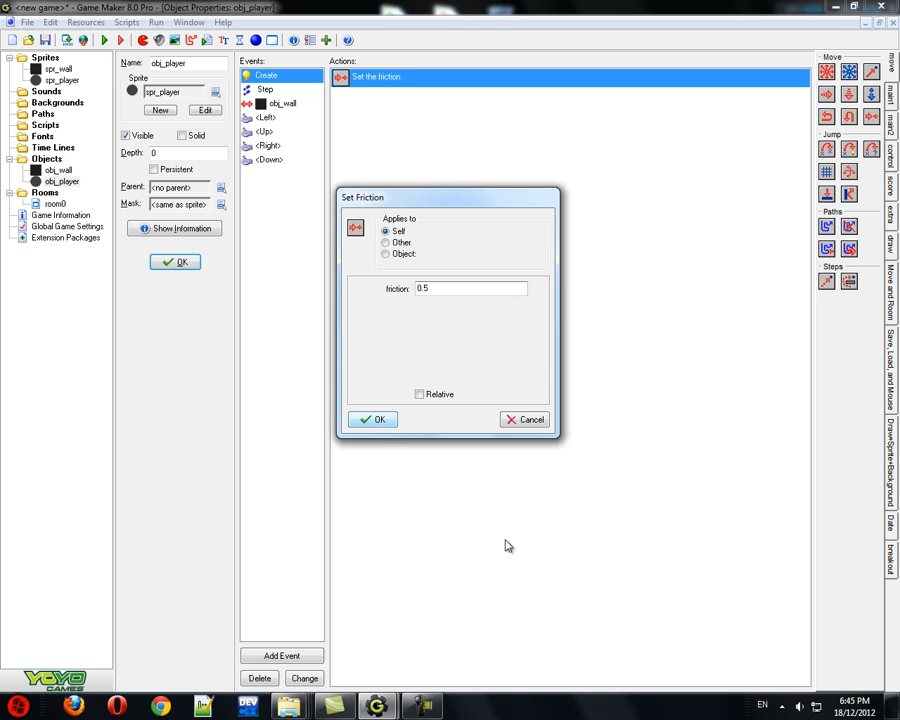 <new game>* - Game Maker 8.0 Pro - [Object Properties: obj_player]
File Edit Resources Scripts Run Window Help
Sprites
spr_wall
spr_player
Sounds
Backgrounds
Paths
Scripts
Fonts
Time Lines
Objects
obj_wall
obj_player
Rooms
room0
Game Information
Global Game Settings
Extension Packages
YOYO
GAMES
Name: obj_player
Sprite
spr_player
New Edit
Visible Solid
Depth: 0
Persistent
Parent: <no parent>
Mask: <same as sprite>
Show Information
OK
Events:
Create
Step
obj_wall
<Left>
<Up>
<Right>
<Down>
Add Event
Delete Change
Actions:
Set the friction
Set Friction
Applies to
Self
Other
Object:
friction: 0.5
Relative
OK Cancel
Move
Jump
Paths
Steps
move
main1
main2
control
score
extra
draw
Move and Room
Save, Load, and Mouse
Draw+Sprite+Background
Date
breakout
DEV
EN
6:45 PM
18/12/2012